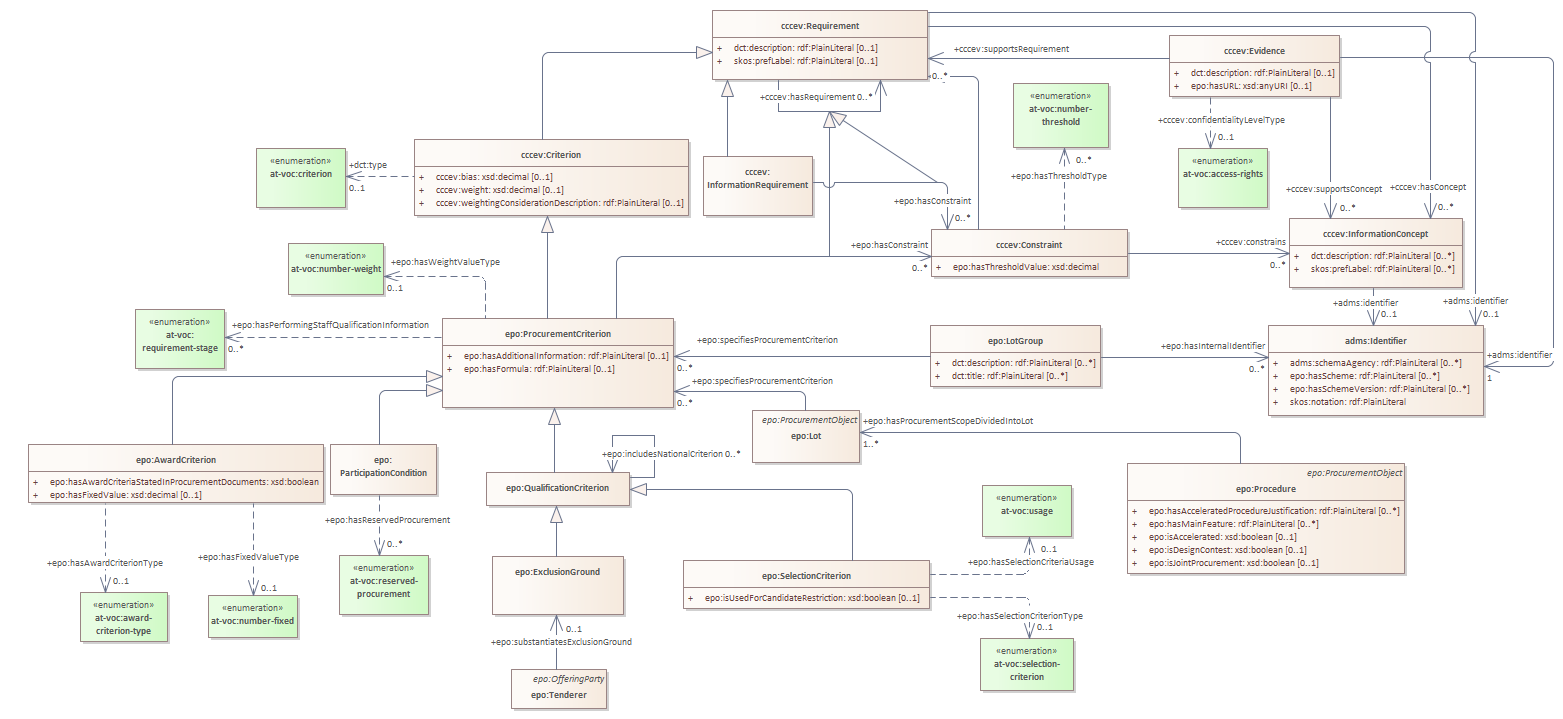 cccev:Requirement
+ dct:description: rdf:PlainLiteral [0..1]
+ skos:prefLabel: rdf:PlainLiteral [0..1]
+cccev:supportsRequirement
+0..*
+cccev:hasRequirement 0..*
cccev:Evidence
+ dct:description: rdf:PlainLiteral [0..1]
+ epo:hasURL: xsd:anyURI [0..1]
+cccev:confidentialityLevelType
0..1
«enumeration»
at-voc:access-rights
«enumeration»
at-voc:number-
threshold
0..*
+epo:hasThresholdType
«enumeration»
at-voc:criterion
+dct:type
0..1
cccev:Criterion
+ cccev:bias: xsd:decimal [0..1]
+ cccev:weight: xsd:decimal [0..1]
+ cccev:weightingConsiderationDescription: rdf:PlainLiteral [0..1]
cccev:
InformationRequirement
+epo:hasConstraint
0..*
+cccev:supportsConcept
0..*
+cccev:hasConcept
0..*
cccev:Constraint
+ epo:hasThresholdValue: xsd:decimal
+epo:hasConstraint
0..*
+cccev:constrains
0..*
cccev:InformationConcept
+ dct:description: rdf:PlainLiteral [0..*]
+ skos:prefLabel: rdf:PlainLiteral [0..*]
+adms:identifier
0..1
+adms:identifier
0..1
+adms:identifier
1
«enumeration»
at-voc:number-weight
+epo:hasWeightValueType
0..1
«enumeration»
at-voc:
requirement-stage
+epo:hasPerformingStaffQualificationInformation
0..*
epo:ProcurementCriterion
+ epo:hasAdditionalInformation: rdf:PlainLiteral [0..1]
+ epo:hasFormula: rdf:PlainLiteral [0..1]
+epo:specifiesProcurementCriterion
0..*
+epo:specifiesProcurementCriterion
0..*
epo:LotGroup
+ dct:description: rdf:PlainLiteral [0..*]
+ dct:title: rdf:PlainLiteral [0..*]
+epo:hasInternalIdentifier
0..*
adms:Identifier
+ adms:schemaAgency: rdf:PlainLiteral [0..*]
+ epo:hasScheme: rdf:PlainLiteral [0..*]
+ epo:hasSchemeVersion: rdf:PlainLiteral [0..*]
+ skos:notation: rdf:PlainLiteral
epo:ProcurementObject
epo:Lot
+epo:hasProcurementScopeDividedIntoLot
1..*
epo:AwardCriterion
+ epo:hasAwardCriteriaStatedInProcurementDocuments: xsd:boolean
+ epo:hasFixedValue: xsd:decimal [0..1]
epo:
ParticipationCondition
+epo:includesNationalCriterion 0..*
epo:QualificationCriterion
epo:ProcurementObject
epo:Procedure
+ epo:hasAcceleratedProcedureJustification: rdf:PlainLiteral [0..*]
+ epo:hasMainFeature: rdf:PlainLiteral [0..*]
+ epo:isAccelerated: xsd:boolean [0..1]
+ epo:isDesignContest: xsd:boolean [0..1]
+ epo:isJointProcurement: xsd:boolean [0..1]
+epo:hasReservedProcurement
0..*
«enumeration»
at-voc:reserved-
procurement
+epo:hasAwardCriterionType
0..1
«enumeration»
at-voc:award-
criterion-type
+epo:hasFixedValueType
0..1
«enumeration»
at-voc:number-fixed
epo:ExclusionGround
0..1
+epo:substantiatesExclusionGround
epo:OfferingParty
epo:Tenderer
epo:SelectionCriterion
+ epo:isUsedForCandidateRestriction: xsd:boolean [0..1]
«enumeration»
at-voc:usage
0..1
+epo:hasSelectionCriteriaUsage
+epo:hasSelectionCriterionType
0..1
«enumeration»
at-voc:selection-
criterion